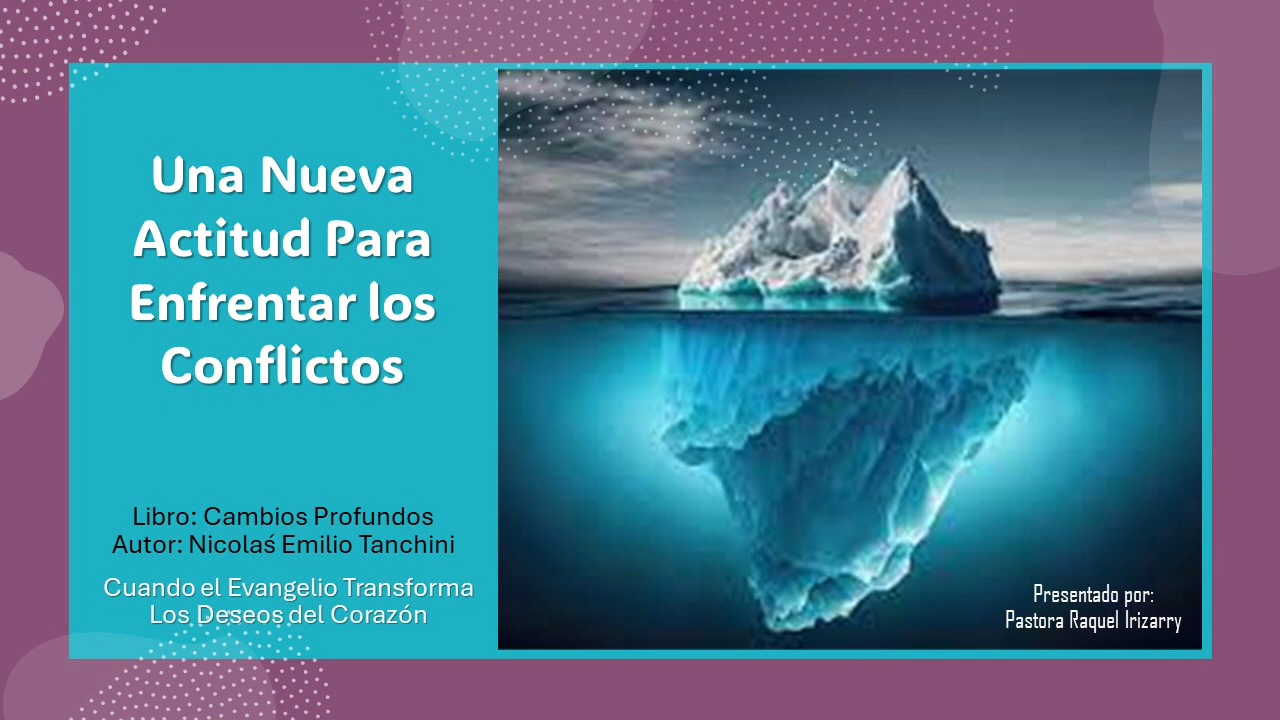 Una Nueva
Actitud Para
Enfrentar los
Conflictos
Libro: Cambios Profundos
Autor: Nicolaś Emilio Tanchini
Cuando el Evangelio Transforma
Los Deseos del Corazón
Presentado por:
Pastora Raquel Irizarry